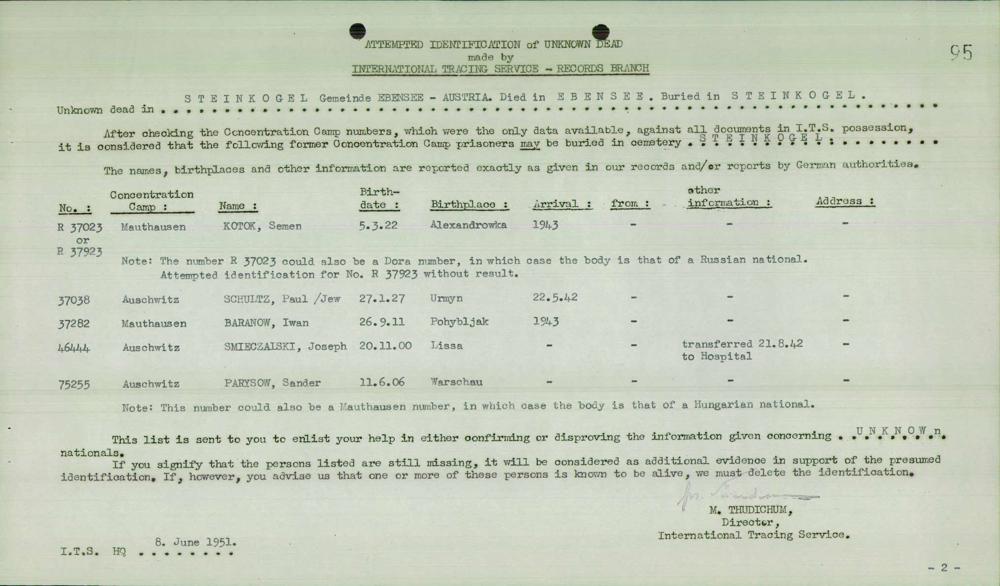 ATTEMPTED IDENTIFICATION of UNKNOWN DEAD
made by
INTERNATIONAL TRACING SERVICE - RECORDS BRANCH
95
Unknown dead in . S T E I N K O G E L Gemeinde EBENSEE - AUSTRIA. Died in E B E N S E E . Buried in S T E I N K O G E L .
After checking the Concentration Camp numbers, which were the only data available, against all documents in I.T.S. possession,
it is considered that the following former Concentration Camp prisoners may be buried in cemetery . S T E I N K O G E L .
The names, birthplaces and other information are reported exactly as given in our records and/or reports by German authorities.
No. : Concentration Camp : Name : Birth-date : Birthplace : Arrival : from : other information : Address :
R 37023 Mauthausen KOTOK, Semen 5.3.22 Alexandrowka 1943 - - -
or
R 37923
Note: The number R 37023 could also be a Dora number, in which case the body is that of a Russian national.
Attempted identification for No. R 37923 without result.
37038 Auschwitz SCHULTZ, Paul /Jew 27.1.27 Urmyn 22.5.42 - - -
37282 Mauthausen BARANOW, Iwan 26.9.11 Pohybljak 1943 - - -
46444 Auschwitz SMIECZALSKI, Joseph 20.11.00 Lissa - - transferred 21.8.42 -
to Hospital
75255 Auschwitz PARYSOW, Sander 11.6.06 Warschau - - - -
Note: This number could also be a Mauthausen number, in which case the body is that of a Hungarian national.
This list is sent to you to enlist your help in either confirming or disproving the information given concerning . U N K N O W n.
nationals.
If you signify that the persons listed are still missing, it will be considered as additional evidence in support of the presumed
identification. If, however, you advise us that one or more of these persons is known to be alive, we must delete the identification.
M. THUDICHUM,
Director,
International Tracing Service.
I.T.S. HQ 8. June 1951.
- 2 -